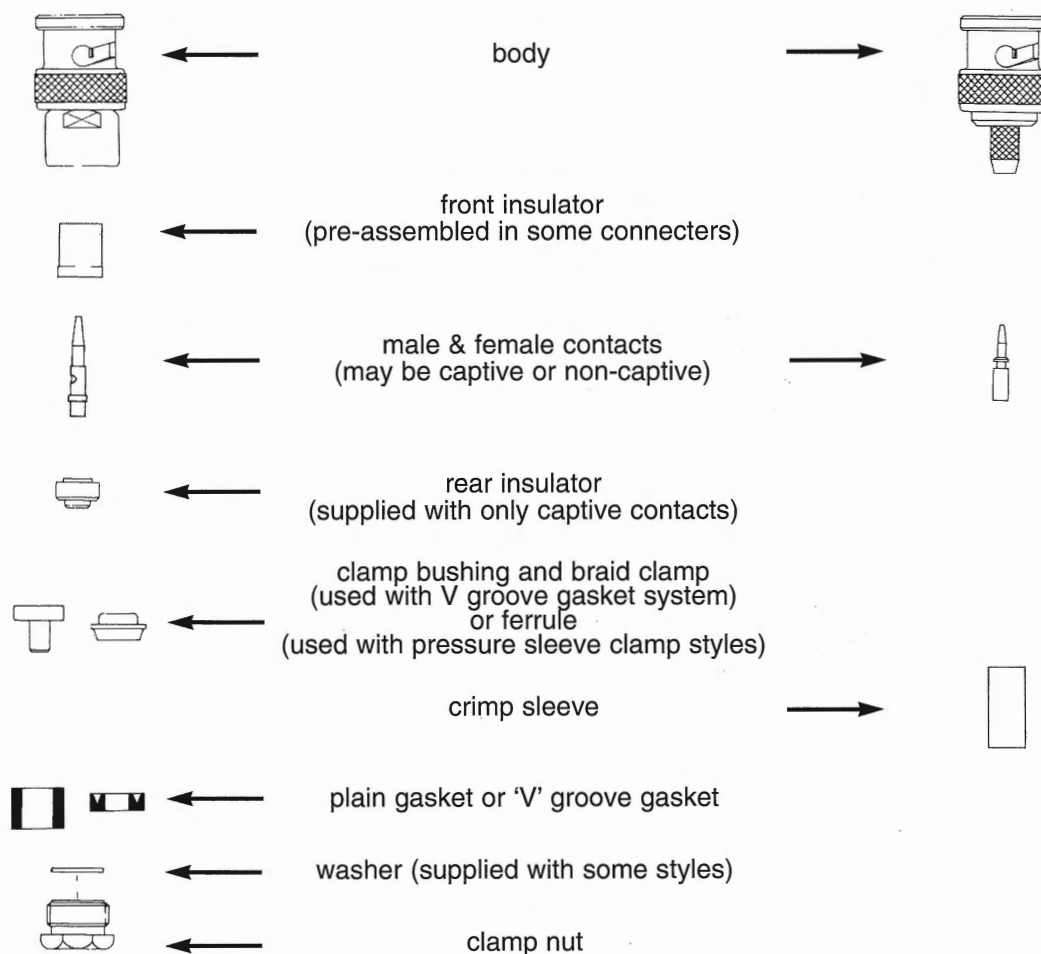 body
front insulator
(pre-assembled in some connecters)
male & female contacts
(may be captive or non-captive)
rear insulator
(supplied with only captive contacts)
clamp bushing and braid clamp
(used with V groove gasket system)
or ferrule
(used with pressure sleeve clamp styles)
crimp sleeve
plain gasket or ‘V’ groove gasket
washer (supplied with some styles)
clamp nut